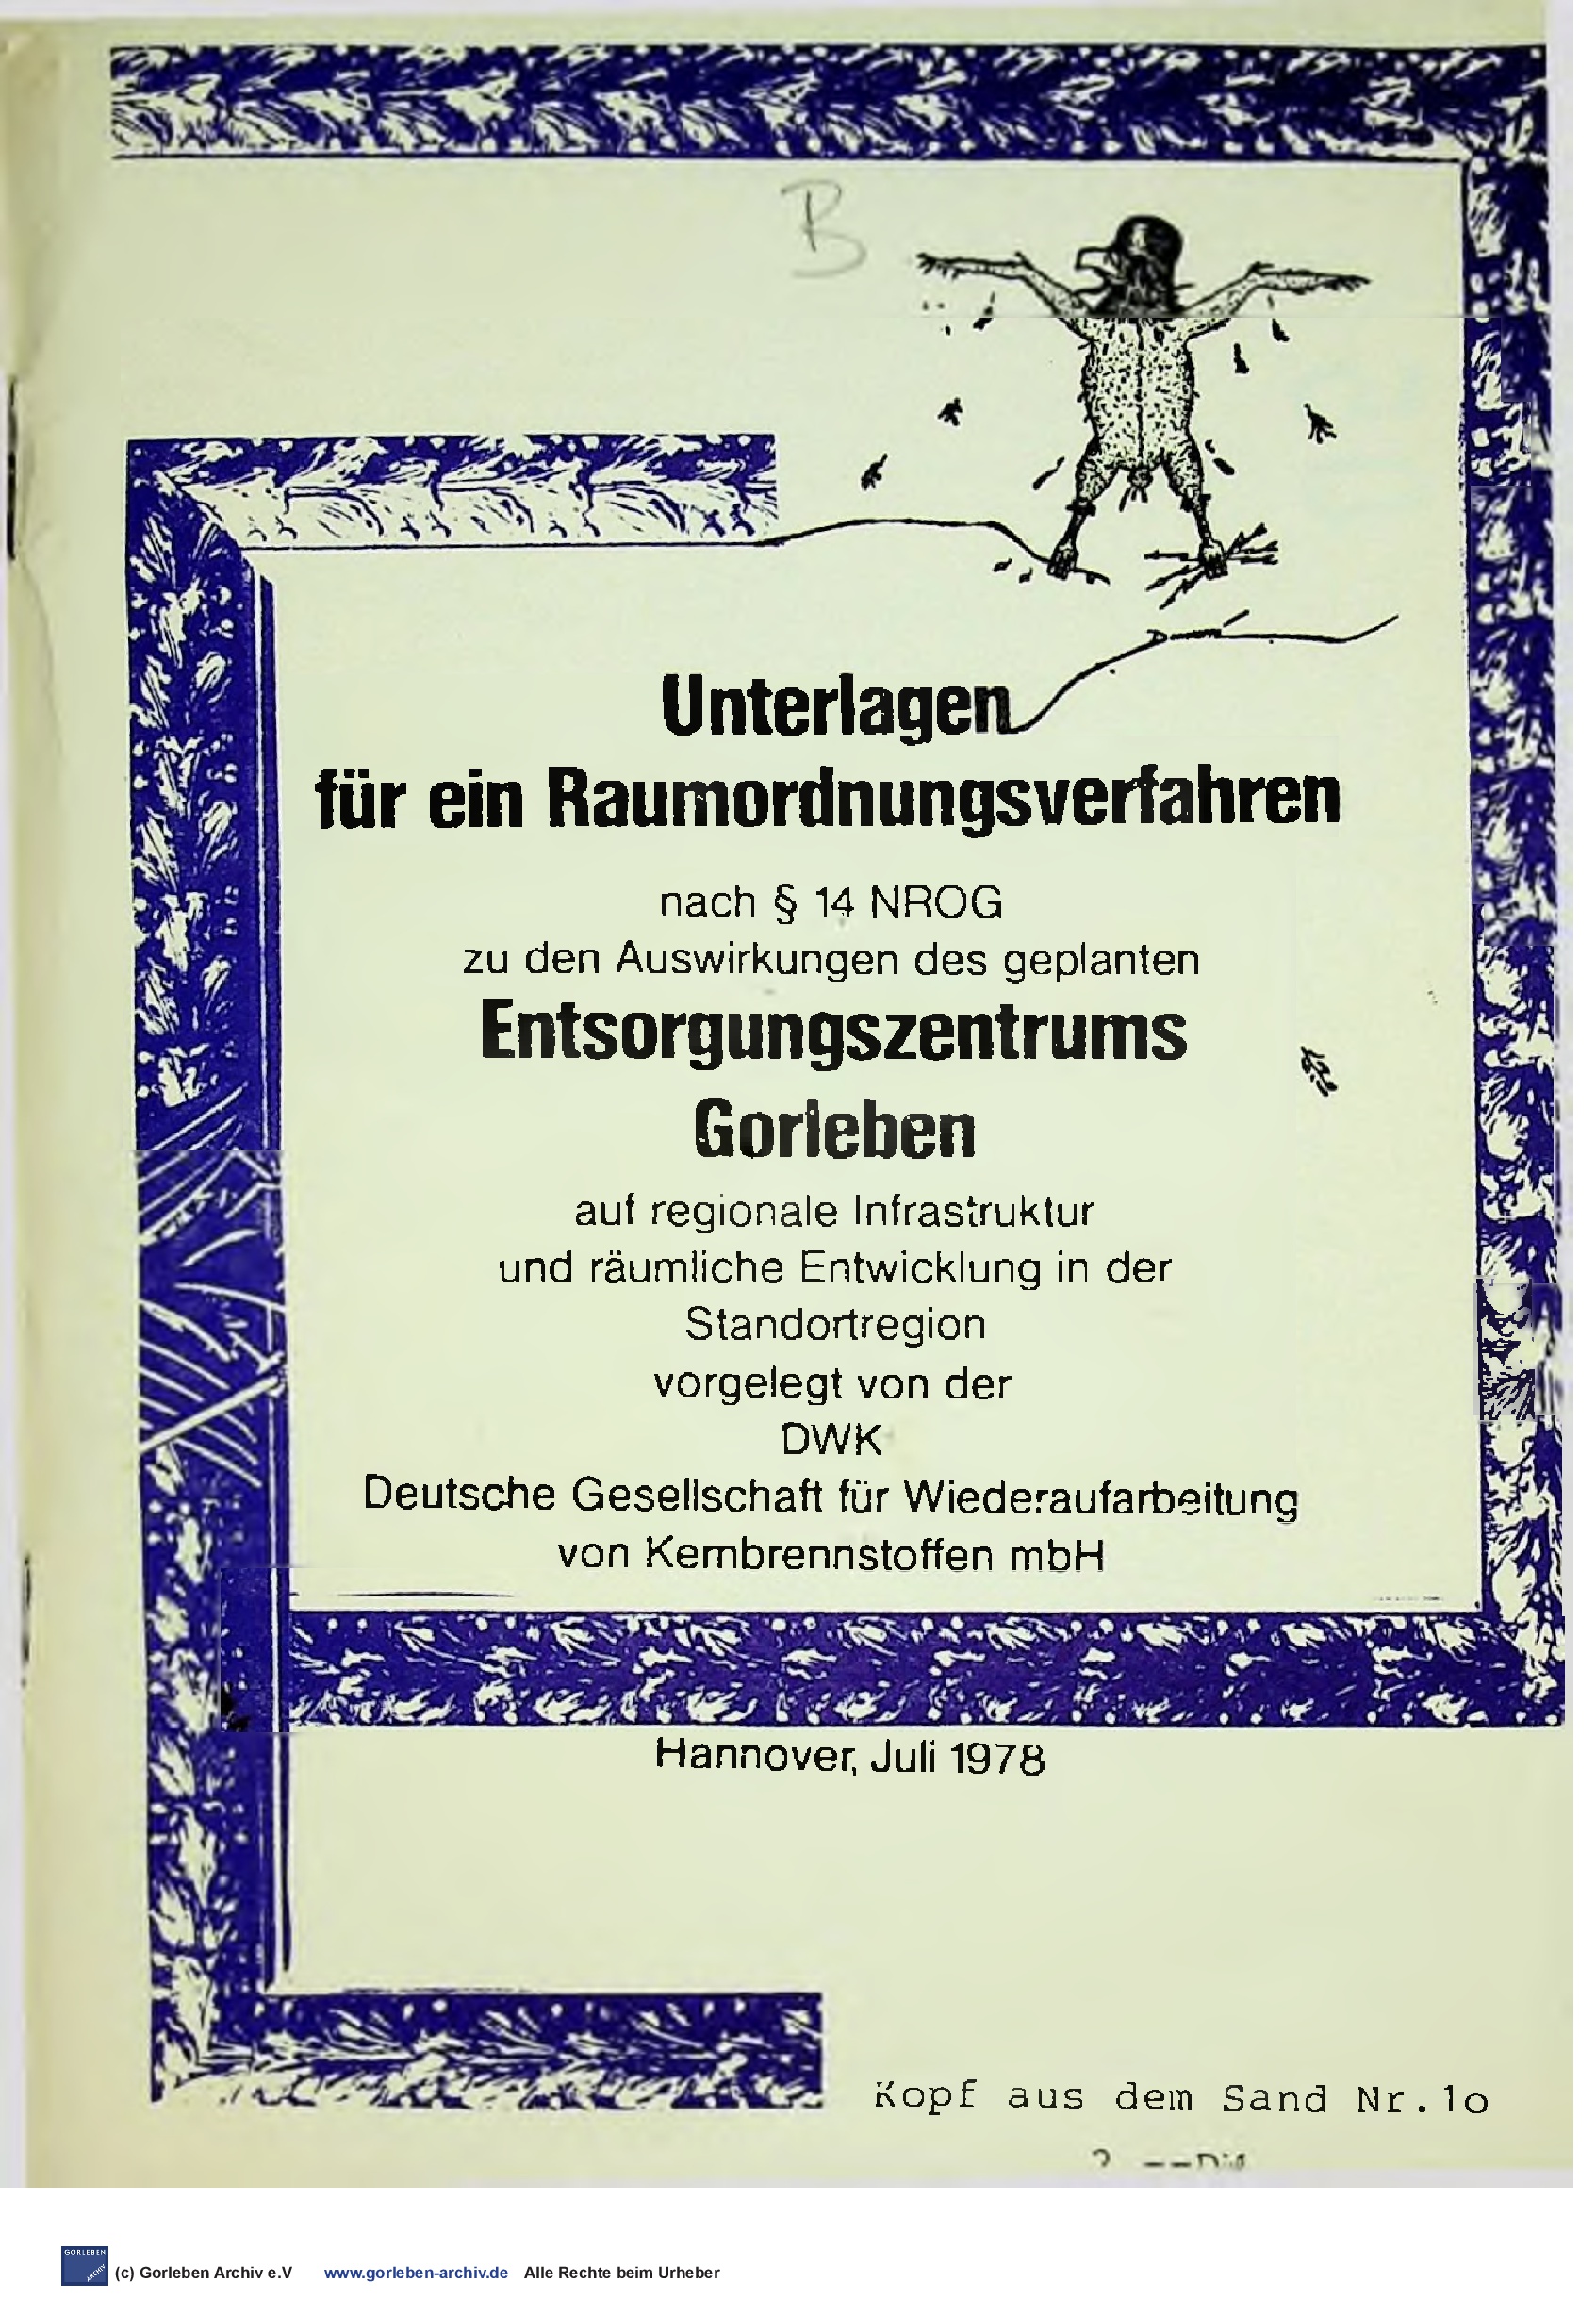 B
Unterlagen
für ein Raumordnungsverfahren
nach § 14 NROG
zu den Auswirkungen des geplanten
Entsorgungszentrums
Gorleben
auf regionale Infrastruktur
und räumliche Entwicklung in der
Standortregion
vorgelegt von der
DWK
Deutsche Gesellschaft für Wiederaufarbeitung
von Kernbrennstoffen mbH
Hannover, Juli 1978
Kopf aus dem Sand Nr.1o
GORLEBEN
ARCHIV
(c) Gorleben Archiv e.V www.gorleben-archiv.de Alle Rechte beim Urheber